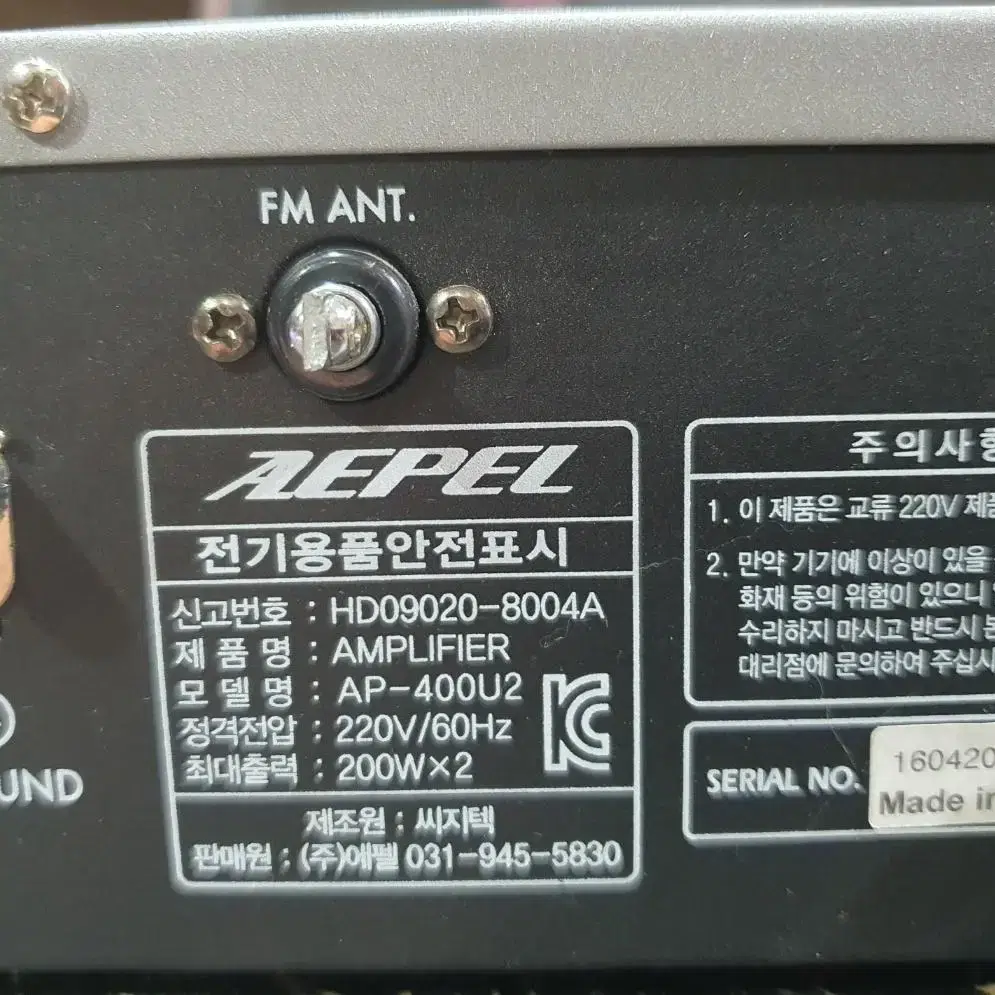 FM ANT.
AEPEL
전기용품안전표시
신고번호 : HD09020-8004A
제 품 명 : AMPLIFIER
모 델 명 : AP-400U2
정격전압 : 220V/60Hz
최대출력 : 200W×2
제조원 : 씨지텍
판매원 : (주)에펠 031-945-5830
UND
주의사항
1. 이 제품은 교류 220V 제품
2. 만약 기기에 이상이 있을
화재 등의 위험이 있으니
수리하지 마시고 반드시 본
대리점에 문의하여 주십시
SERIAL NO.
160420
Made in